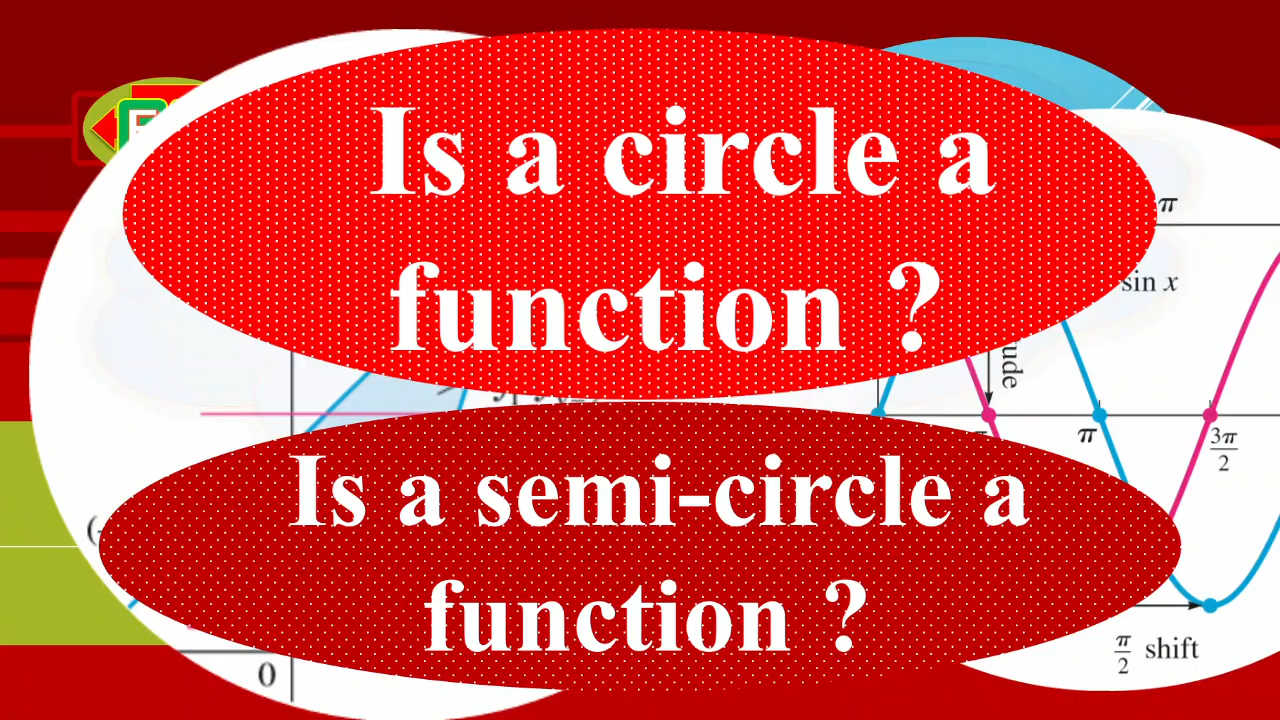 Is a circle a
function ?
Is a semi-circle a
function ?
π
sin x
π
3π
2
0
π
2
shift